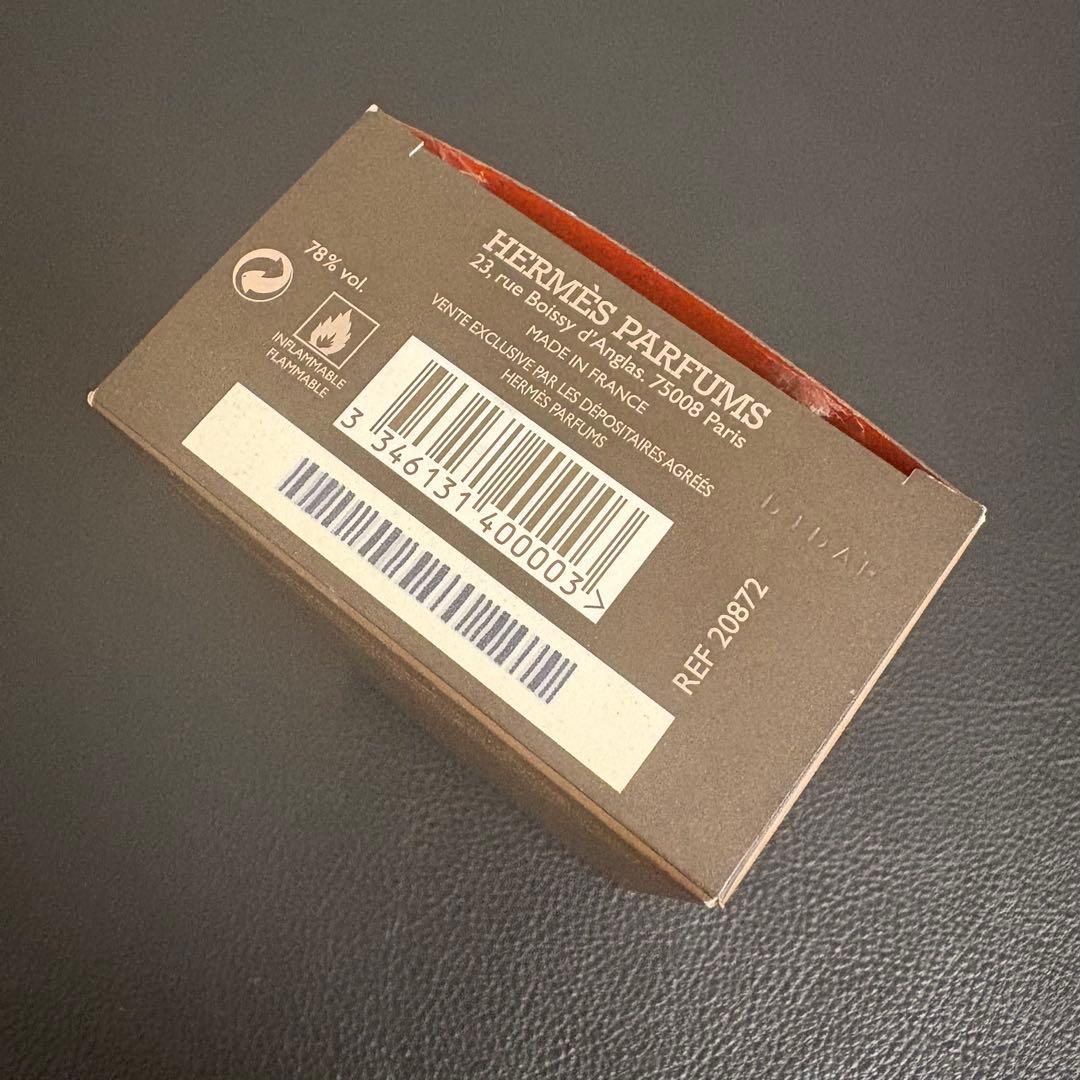 HERMÈS PARFUMS
23, rue Boissy d'Anglas. 75008 Paris
MADE IN FRANCE
VENTE EXCLUSIVE PAR LES DÉPOSITAIRES AGRÉÉS
HERMÈS PARFUMS
78% vol.
INFLAMMABLE
FLAMMABLE
3 346131 400003 >
REF 20872